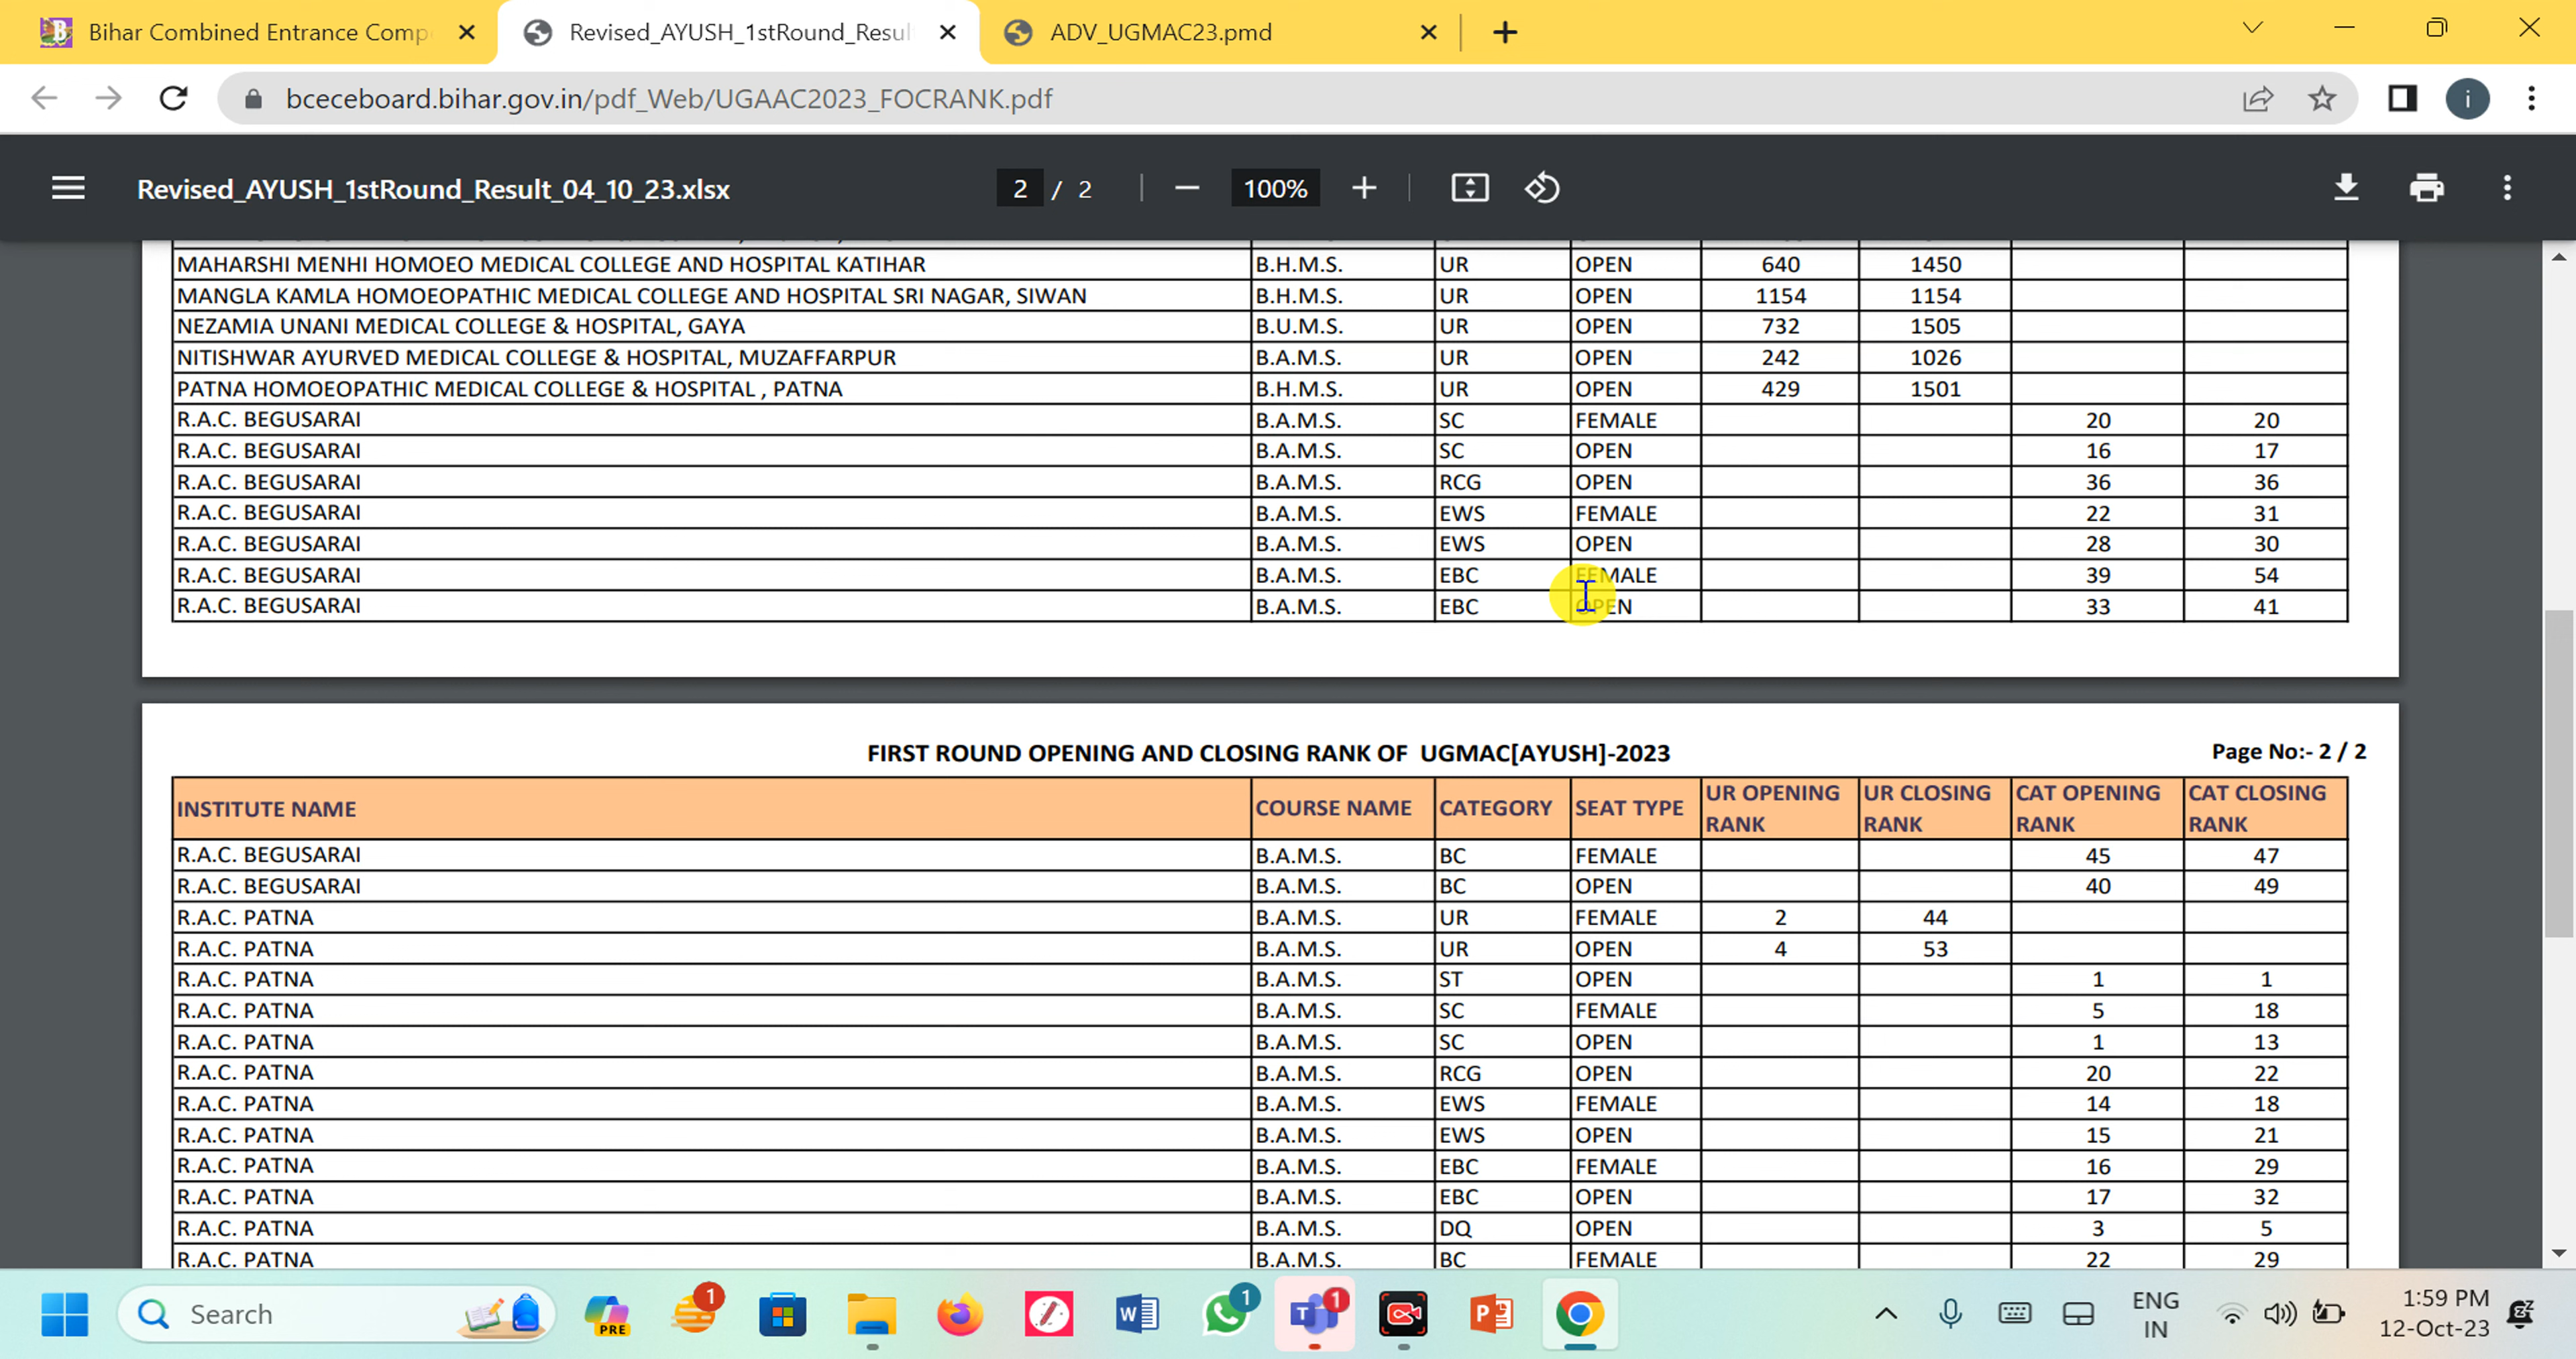 Bihar Combined Entrance Comp
Revised_AYUSH_1stRound_Resul
ADV_UGMAC23.pmd
bceceboard.bihar.gov.in/pdf_Web/UGAAC2023_FOCRANK.pdf
i
Revised_AYUSH_1stRound_Result_04_10_23.xlsx
2 / 2
100%
MAHARSHI MENHI HOMOEO MEDICAL COLLEGE AND HOSPITAL KATIHAR B.H.M.S. UR OPEN 640 1450
MANGLA KAMLA HOMOEOPATHIC MEDICAL COLLEGE AND HOSPITAL SRI NAGAR, SIWAN B.H.M.S. UR OPEN 1154 1154
NEZAMIA UNANI MEDICAL COLLEGE & HOSPITAL, GAYA B.U.M.S. UR OPEN 732 1505
NITISHWAR AYURVED MEDICAL COLLEGE & HOSPITAL, MUZAFFARPUR B.A.M.S. UR OPEN 242 1026
PATNA HOMOEOPATHIC MEDICAL COLLEGE & HOSPITAL , PATNA B.H.M.S. UR OPEN 429 1501
R.A.C. BEGUSARAI B.A.M.S. SC FEMALE 20 20
R.A.C. BEGUSARAI B.A.M.S. SC OPEN 16 17
R.A.C. BEGUSARAI B.A.M.S. RCG OPEN 36 36
R.A.C. BEGUSARAI B.A.M.S. EWS FEMALE 22 31
R.A.C. BEGUSARAI B.A.M.S. EWS OPEN 28 30
R.A.C. BEGUSARAI B.A.M.S. EBC FEMALE 39 54
R.A.C. BEGUSARAI B.A.M.S. EBC OPEN 33 41
FIRST ROUND OPENING AND CLOSING RANK OF UGMAC[AYUSH]-2023
Page No:- 2 / 2
INSTITUTE NAME COURSE NAME CATEGORY SEAT TYPE UR OPENING RANK UR CLOSING RANK CAT OPENING RANK CAT CLOSING RANK
R.A.C. BEGUSARAI B.A.M.S. BC FEMALE 45 47
R.A.C. BEGUSARAI B.A.M.S. BC OPEN 40 49
R.A.C. PATNA B.A.M.S. UR FEMALE 2 44
R.A.C. PATNA B.A.M.S. UR OPEN 4 53
R.A.C. PATNA B.A.M.S. ST OPEN 1 1
R.A.C. PATNA B.A.M.S. SC FEMALE 5 18
R.A.C. PATNA B.A.M.S. SC OPEN 1 13
R.A.C. PATNA B.A.M.S. RCG OPEN 20 22
R.A.C. PATNA B.A.M.S. EWS FEMALE 14 18
R.A.C. PATNA B.A.M.S. EWS OPEN 15 21
R.A.C. PATNA B.A.M.S. EBC FEMALE 16 29
R.A.C. PATNA B.A.M.S. EBC OPEN 17 32
R.A.C. PATNA B.A.M.S. DQ OPEN 3 5
R.A.C. PATNA B.A.M.S. BC FEMALE 22 29
Search
PRE
1
1
1
ENG
IN
1:59 PM
12-Oct-23